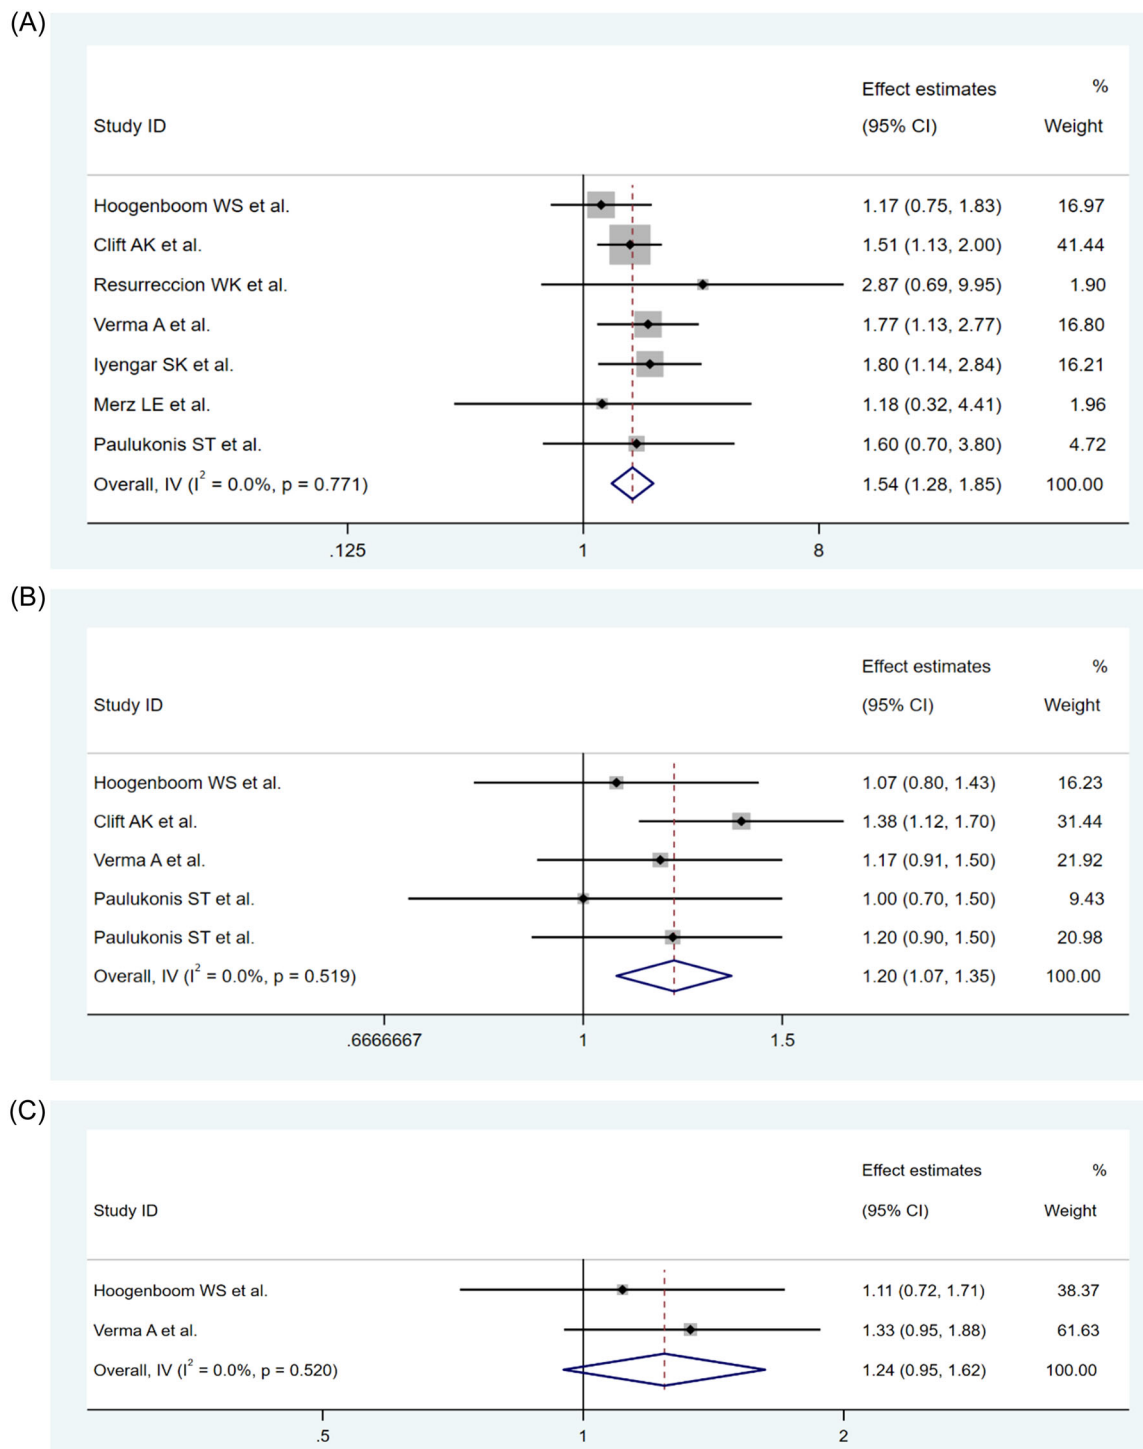 (A)
Effect estimates %
Study ID (95% CI) Weight
Hoogenboom WS et al. 1.17 (0.75, 1.83) 16.97
Clift AK et al. 1.51 (1.13, 2.00) 41.44
Resurreccion WK et al. 2.87 (0.69, 9.95) 1.90
Verma A et al. 1.77 (1.13, 2.77) 16.80
Iyengar SK et al. 1.80 (1.14, 2.84) 16.21
Merz LE et al. 1.18 (0.32, 4.41) 1.96
Paulukonis ST et al. 1.60 (0.70, 3.80) 4.72
Overall, IV (I² = 0.0%, p = 0.771) 1.54 (1.28, 1.85) 100.00
.125 1 8
(B)
Effect estimates %
Study ID (95% CI) Weight
Hoogenboom WS et al. 1.07 (0.80, 1.43) 16.23
Clift AK et al. 1.38 (1.12, 1.70) 31.44
Verma A et al. 1.17 (0.91, 1.50) 21.92
Paulukonis ST et al. 1.00 (0.70, 1.50) 9.43
Paulukonis ST et al. 1.20 (0.90, 1.50) 20.98
Overall, IV (I² = 0.0%, p = 0.519) 1.20 (1.07, 1.35) 100.00
.6666667 1 1.5
(C)
Effect estimates %
Study ID (95% CI) Weight
Hoogenboom WS et al. 1.11 (0.72, 1.71) 38.37
Verma A et al. 1.33 (0.95, 1.88) 61.63
Overall, IV (I² = 0.0%, p = 0.520) 1.24 (0.95, 1.62) 100.00
.5 1 2